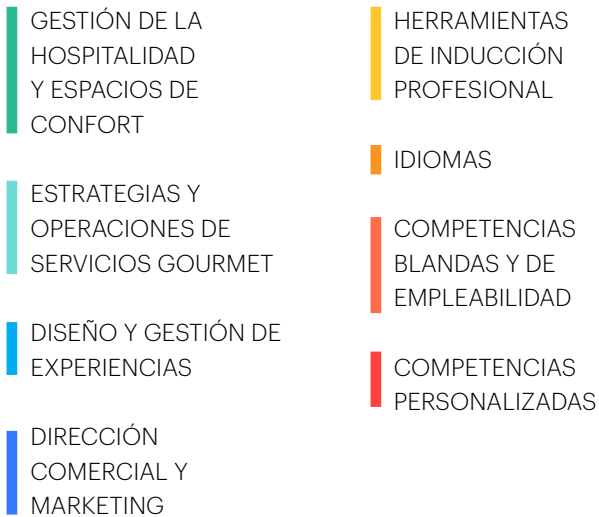 GESTIÓN DE LA
HOSPITALIDAD
Y ESPACIOS DE
CONFORT
ESTRATEGIAS Y
OPERACIONES DE
SERVICIOS GOURMET
DISEÑO Y GESTIÓN DE
EXPERIENCIAS
DIRECCIÓN
COMERCIAL Y
MARKETING
HERRAMIENTAS
DE INDUCCIÓN
PROFESIONAL
IDIOMAS
COMPETENCIAS
BLANDAS Y DE
EMPLEABILIDAD
COMPETENCIAS
PERSONALIZADAS